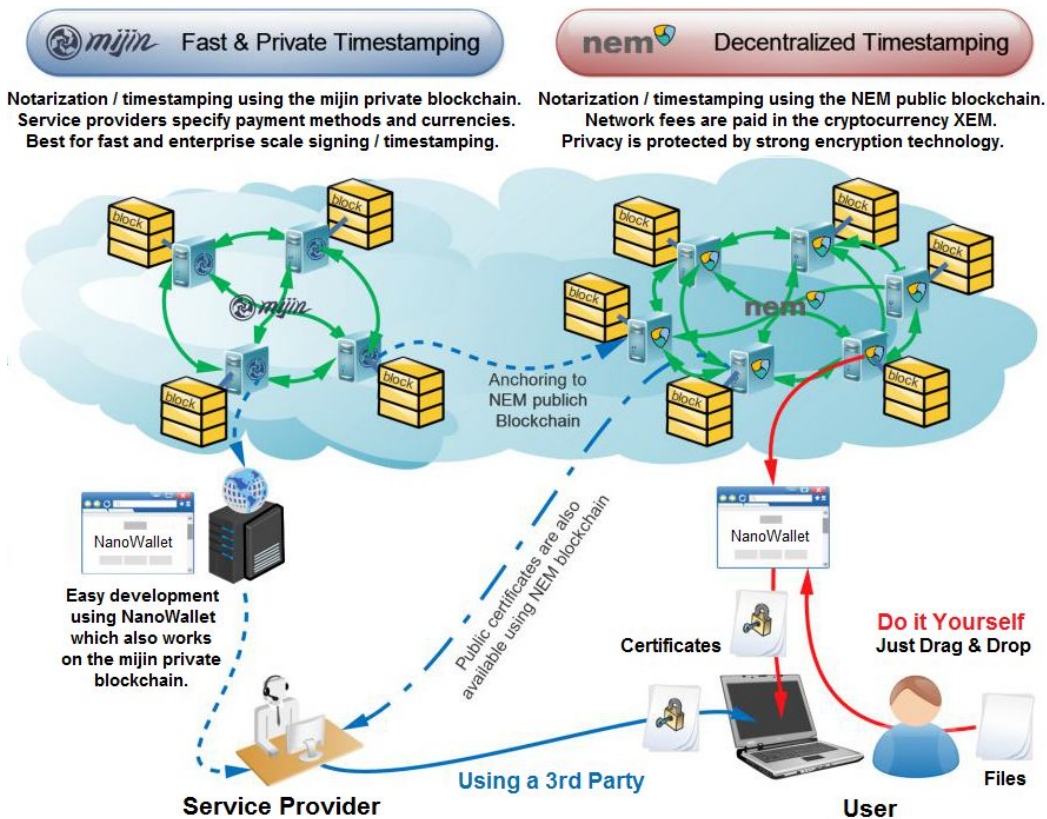 mijin Fast & Private Timestamping
nem Decentralized Timestamping
Notarization / timestamping using the mijin private blockchain.
Service providers specify payment methods and currencies.
Best for fast and enterprise scale signing / timestamping.
Notarization / timestamping using the NEM public blockchain.
Network fees are paid in the cryptocurrency XEM.
Privacy is protected by strong encryption technology.
block
block
block
block
mijin
block
block
block
block
block
block
nem
Anchoring to
NEM publich
Blockchain
Public certificates are also
available using NEM blockchain
NanoWallet
Easy development
using NanoWallet
which also works
on the mijin private
blockchain.
NanoWallet
Certificates
Do it Yourself
Just Drag & Drop
Files
Using a 3rd Party
Service Provider
User